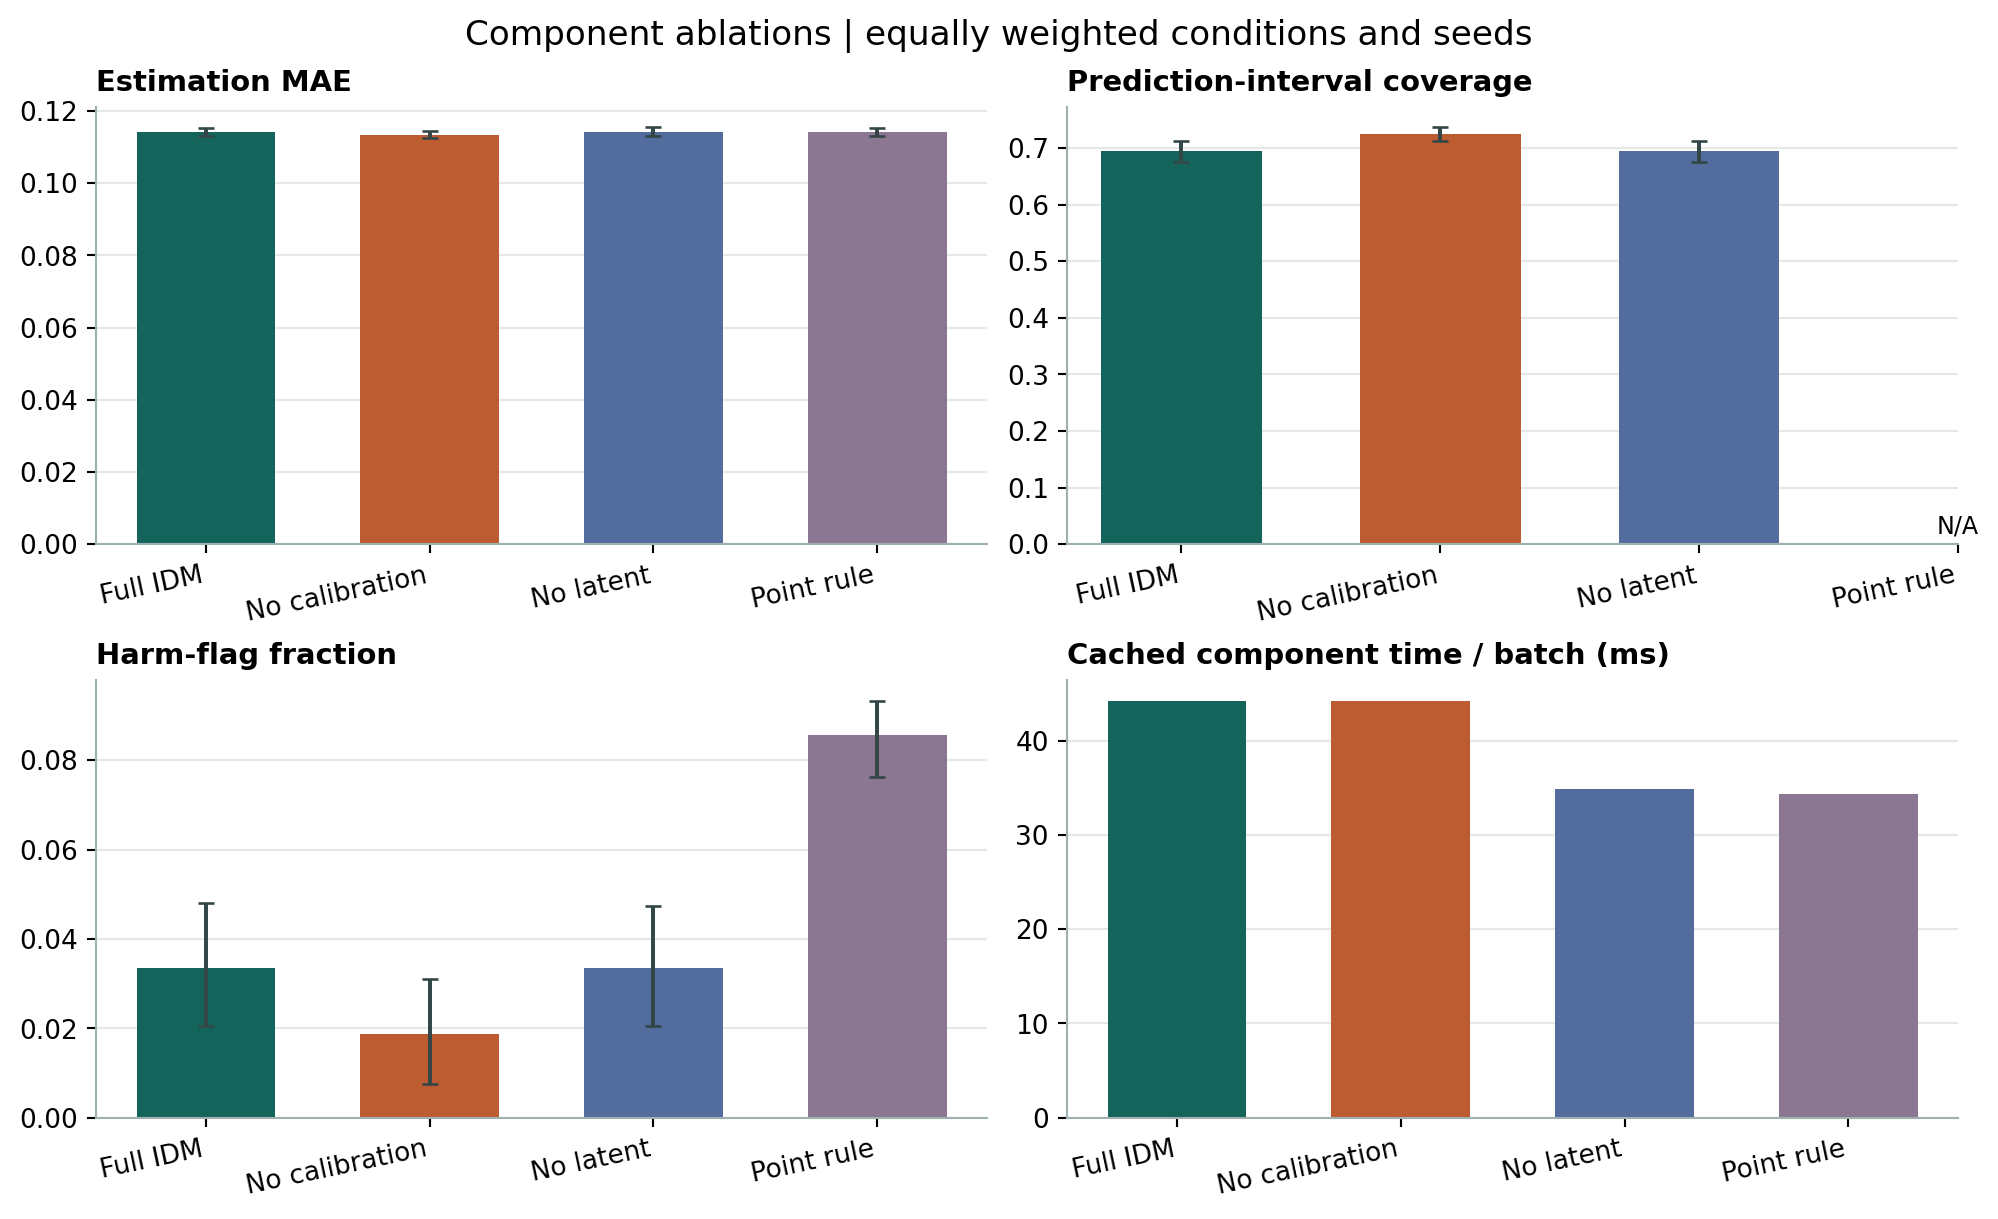 Component ablations | equally weighted conditions and seeds
Estimation MAE
0.12
0.10
0.08
0.06
0.04
0.02
0.00
Full IDM
No calibration
No latent
Point rule
Prediction-interval coverage
0.7
0.6
0.5
0.4
0.3
0.2
0.1
0.0
N/A
Full IDM
No calibration
No latent
Point rule
Harm-flag fraction
0.08
0.06
0.04
0.02
0.00
Full IDM
No calibration
No latent
Point rule
Cached component time / batch (ms)
40
30
20
10
0
Full IDM
No calibration
No latent
Point rule